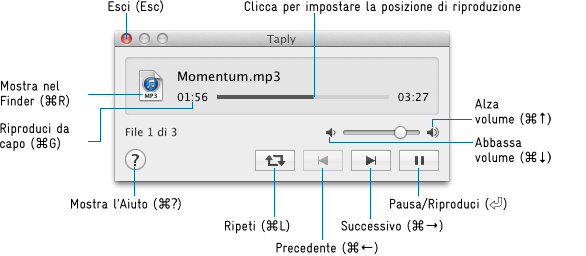 Esci (Esc)
Clicca per impostare la posizione di riproduzione
Taply
Mostra nel
Finder (⌘R)
MP3
Momentum.mp3
01:56
03:27
Riproduci da
capo (⌘G)
File 1 di 3
Alza
volume (⌘↑)
Abbassa
volume (⌘↓)
?
Mostra l'Aiuto (⌘?)
Ripeti (⌘L)
Precedente (⌘←)
Successivo (⌘→)
Pausa/Riproduci (⏎)